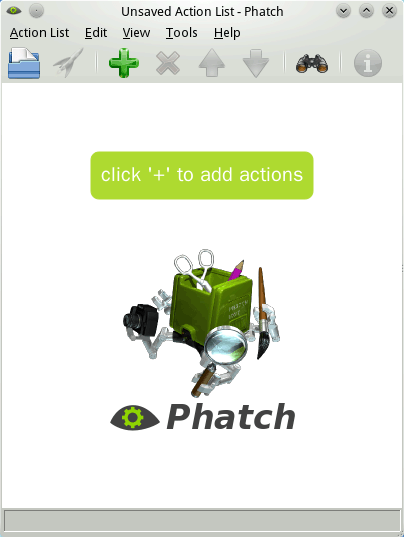 Unsaved Action List - Phatch
Action List Edit View Tools Help
click '+' to add actions
Phatch